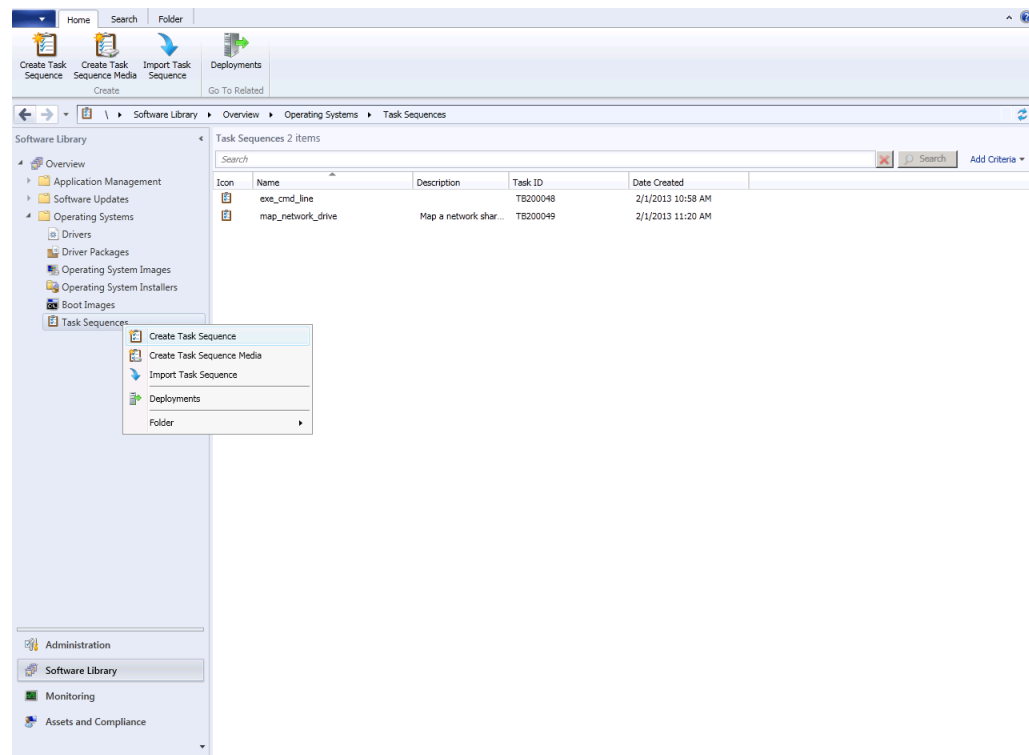 Home Search Folder
Create Task Sequence
Create Task Sequence Media
Import Task Sequence
Deployments
Create
Go To Related
\ Software Library Overview Operating Systems Task Sequences
Software Library
Task Sequences 2 items
Search
Search
Add Criteria
Overview
Application Management
Software Updates
Operating Systems
Drivers
Driver Packages
Operating System Images
Operating System Installers
Boot Images
Task Sequences
Icon Name Description Task ID Date Created
exe_cmd_line TB200048 2/1/2013 10:58 AM
map_network_drive Map a network shar... TB200049 2/1/2013 11:20 AM
Create Task Sequence
Create Task Sequence Media
Import Task Sequence
Deployments
Folder
Administration
Software Library
Monitoring
Assets and Compliance